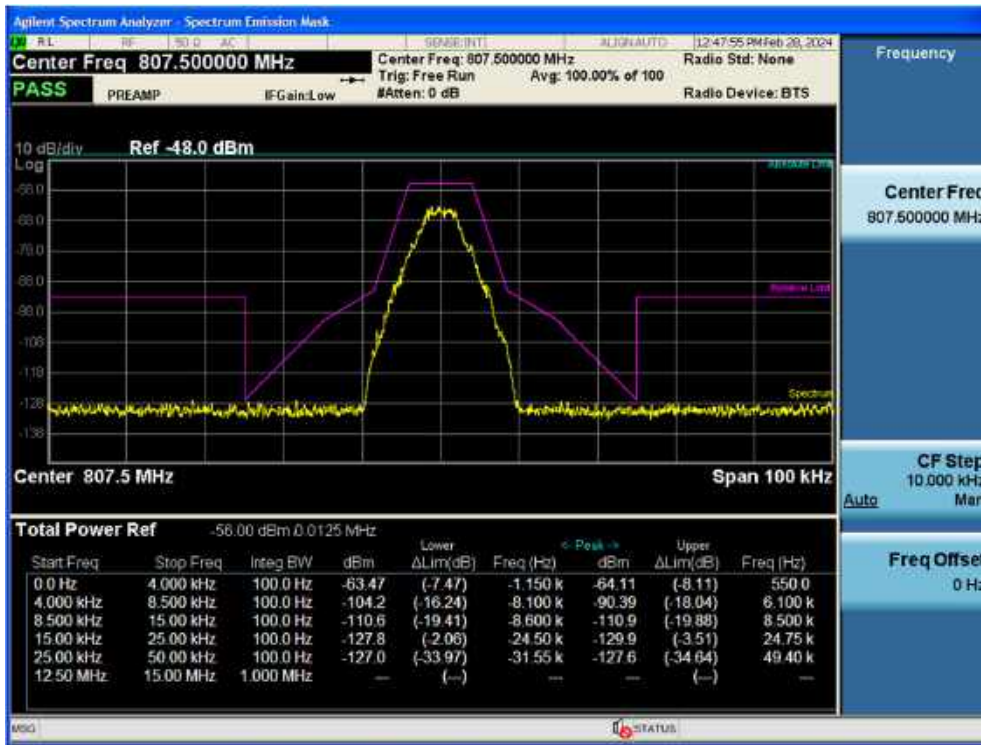 Agilent Spectrum Analyzer - Spectrum Emission Mask
RL RF 50 Ω AC SENSE:INT ALIGNAUTO 12:47:55 PM Feb 28, 2024
Center Freq 807.500000 MHz
Center Freq: 807.500000 MHz
Radio Std: None
Trig: Free Run Avg: 100.00% of 100
PASS PREAMP IFGain:Low #Atten: 0 dB Radio Device: BTS
10 dB/div Ref -48.0 dBm
Log
Absolute Limit
-58.0
-68.0
-78.0
-88.0
Relative Limit
-98.0
-108
-118
Spectrum
-128
-138
Center 807.5 MHz Span 100 kHz
Total Power Ref -56.00 dBm /0.0125 MHz
Lower <- Peak -> Upper
Start Freq Stop Freq Integ BW dBm ΔLim(dB) Freq (Hz) dBm ΔLim(dB) Freq (Hz)
0.0 Hz 4.000 kHz 100.0 Hz -63.47 (-7.47) -1.150 k -64.11 (-8.11) 550.0
4.000 kHz 8.500 kHz 100.0 Hz -104.2 (-16.24) -8.100 k -90.39 (-18.04) 6.100 k
8.500 kHz 15.00 kHz 100.0 Hz -110.6 (-19.41) -8.600 k -110.9 (-19.88) 8.500 k
15.00 kHz 25.00 kHz 100.0 Hz -127.8 (-2.06) -24.50 k -129.9 (-3.51) 24.75 k
25.00 kHz 50.00 kHz 100.0 Hz -127.0 (-33.97) -31.55 k -127.6 (-34.64) 49.40 k
12.50 MHz 15.00 MHz 1.000 MHz --- (---) --- --- (---) ---
MSG STATUS
Frequency
Center Freq
807.500000 MHz
CF Step
10.000 kHz
Auto Man
Freq Offset
0 Hz